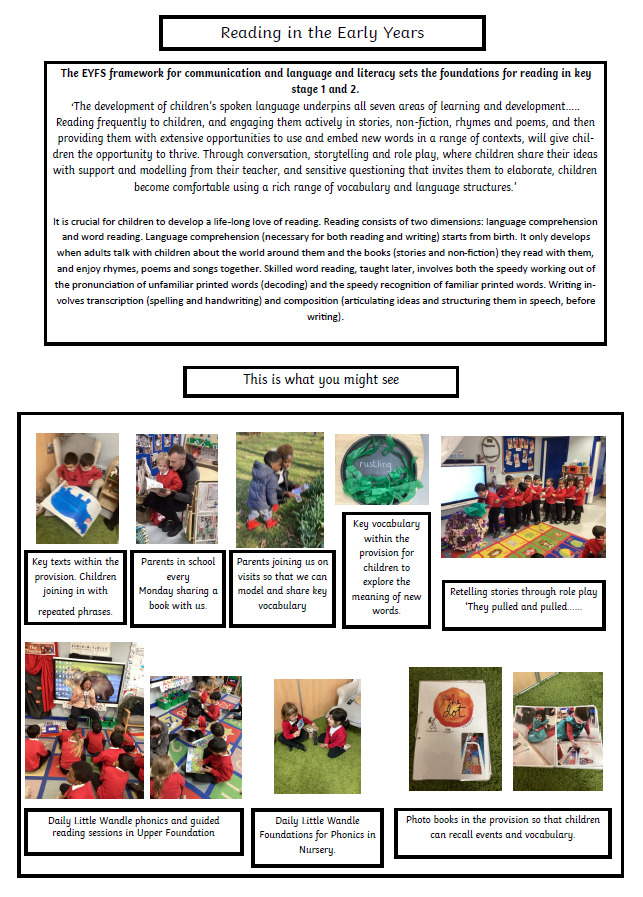 Reading in the Early Years
The EYFS framework for communication and language and literacy sets the foundations for reading in key
stage 1 and 2.
'The development of children's spoken language underpins all seven areas of learning and development.....
Reading frequently to children, and engaging them actively in stories, non-fiction, rhymes and poems, and then
providing them with extensive opportunities to use and embed new words in a range of contexts, will give chil-
dren the opportunity to thrive. Through conversation, storytelling and role play, where children share their ideas
with support and modelling from their teacher, and sensitive questioning that invites them to elaborate, children
become comfortable using a rich range of vocabulary and language structures.'
It is crucial for children to develop a life-long love of reading. Reading consists of two dimensions: language comprehension
and word reading. Language comprehension (necessary for both reading and writing) starts from birth. It only develops
when adults talk with children about the world around them and the books (stories and non-fiction) they read with them,
and enjoy rhymes, poems and songs together. Skilled word reading, taught later, involves both the speedy working out of
the pronunciation of unfamiliar printed words (decoding) and the speedy recognition of familiar printed words. Writing in-
volves transcription (spelling and handwriting) and composition (articulating ideas and structuring them in speech, before
writing).
This is what you might see
rustling
Key texts within the
provision. Children
joining in with
repeated phrases.
Parents in school
every
Monday sharing a
book with us.
Parents joining us on
visits so that we can
model and share key
vocabulary
Key vocabulary
within the
provision for
children to
explore the
meaning of new
words.
Retelling stories through role play
'They pulled and pulled......
the
dot
Daily Little Wandle phonics and guided
reading sessions in Upper Foundation
Daily Little Wandle
Foundations for Phonics in
Nursery.
Photo books in the provision so that children
can recall events and vocabulary.